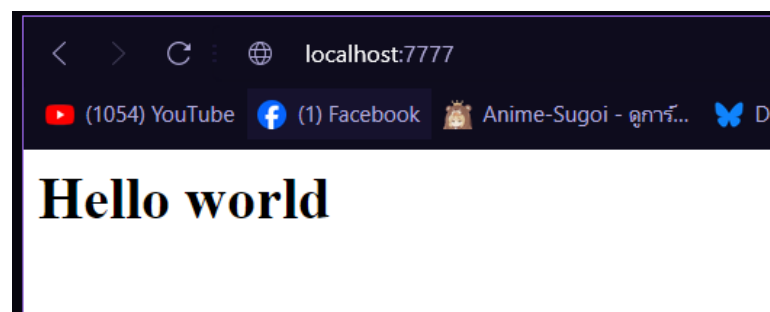 localhost:7777
(1054) YouTube (1) Facebook Anime-Sugoi - ดูการ์... D
Hello world